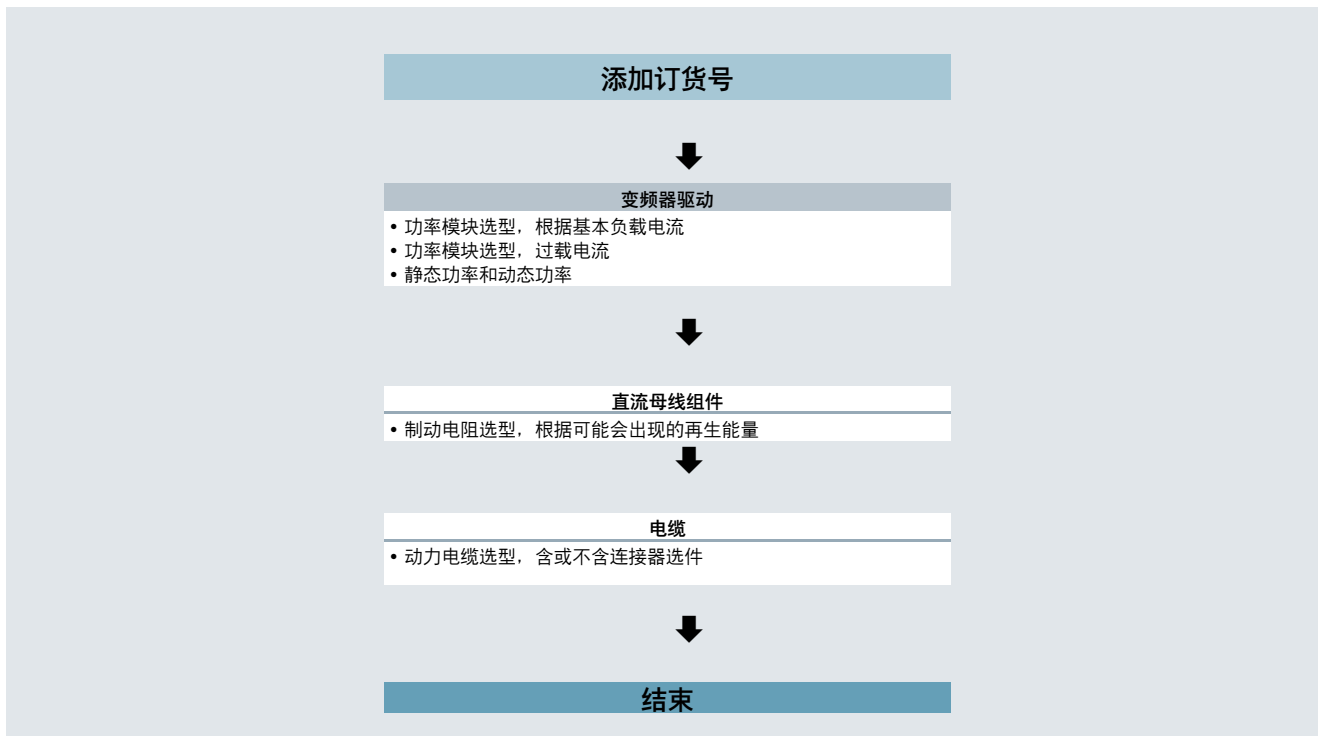 添加订货号
变频器驱动
• 功率模块选型，根据基本负载电流
• 功率模块选型，过载电流
• 静态功率和动态功率
直流母线组件
• 制动电阻选型，根据可能会出现的再生能量
电缆
• 动力电缆选型，含或不含连接器选件
结束